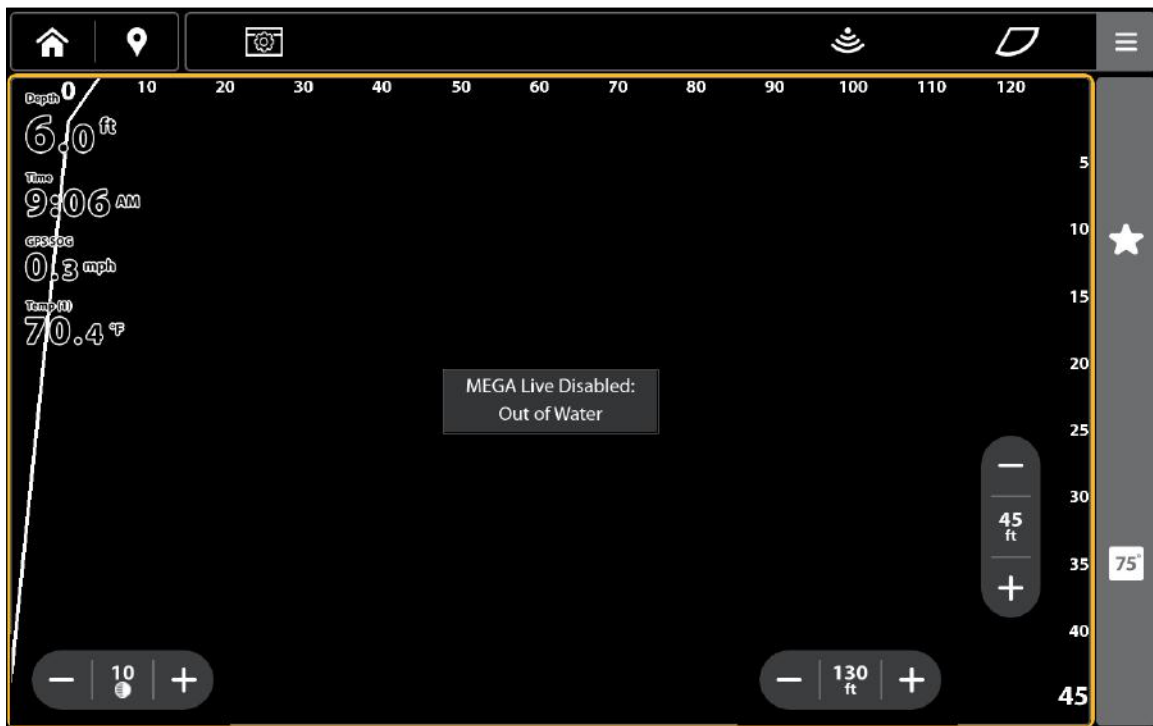 0 10 20 30 40 50 60 70 80 90 100 110 120
Depth
6.0 ft
Time
9:06 AM
GPS SOG
0.3 mph
Temp (1)
70.4 °F
5
10
15
20
25
30
35
40
45
MEGA Live Disabled:
Out of Water
− 
45
ft
+
75°
− 10 +
− 130 +
ft